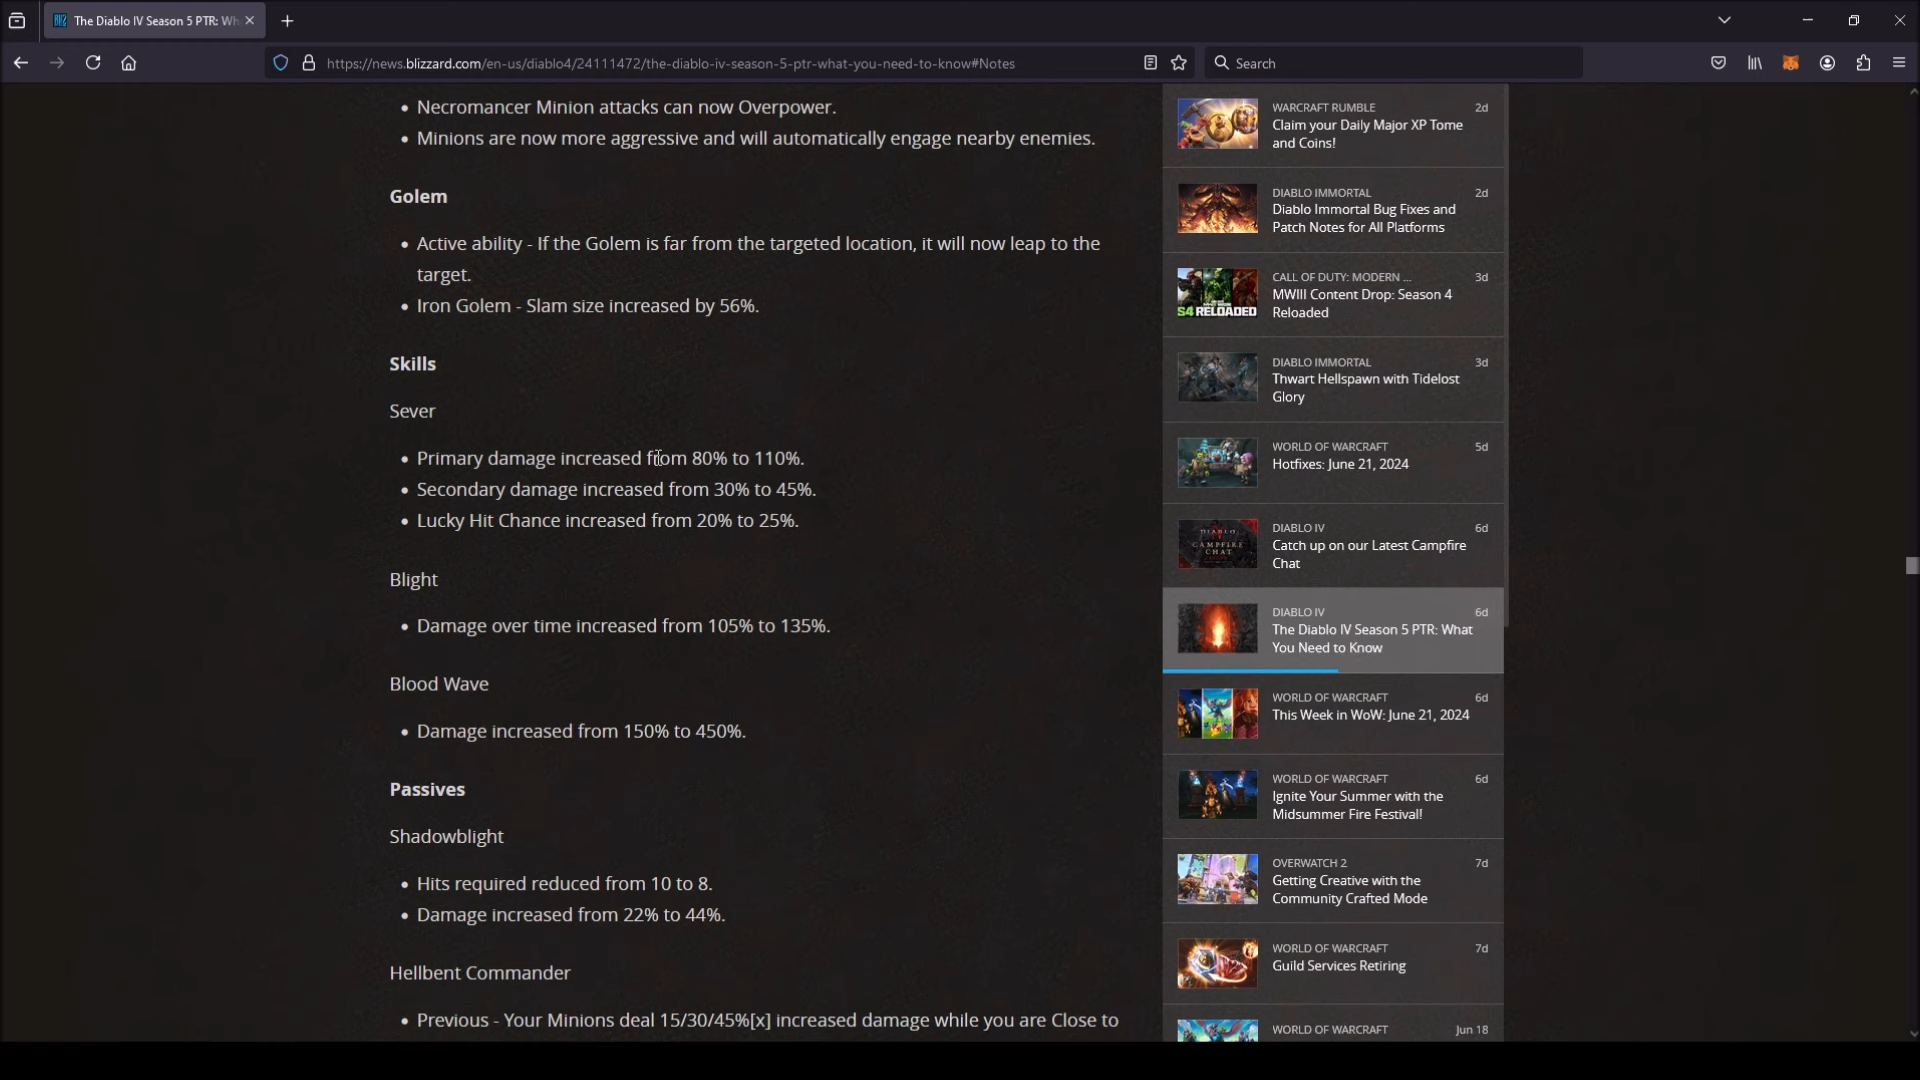 The Diablo IV Season 5 PTR: Wh
https://news.blizzard.com/en-us/diablo4/24111472/the-diablo-iv-season-5-ptr-what-you-need-to-know#Notes
Search
• Necromancer Minion attacks can now Overpower.
• Minions are now more aggressive and will automatically engage nearby enemies.
Golem
• Active ability - If the Golem is far from the targeted location, it will now leap to the
target.
• Iron Golem - Slam size increased by 56%.
Skills
Sever
• Primary damage increased from 80% to 110%.
• Secondary damage increased from 30% to 45%.
• Lucky Hit Chance increased from 20% to 25%.
Blight
• Damage over time increased from 105% to 135%.
Blood Wave
• Damage increased from 150% to 450%.
Passives
Shadowblight
• Hits required reduced from 10 to 8.
• Damage increased from 22% to 44%.
Hellbent Commander
• Previous - Your Minions deal 15/30/45%[x] increased damage while you are Close to
WARCRAFT RUMBLE 2d
Claim your Daily Major XP Tome
and Coins!
DIABLO IMMORTAL 2d
Diablo Immortal Bug Fixes and
Patch Notes for All Platforms
CALL OF DUTY: MODERN ... 3d
MWIII Content Drop: Season 4
Reloaded
S4 RELOADED
DIABLO IMMORTAL 3d
Thwart Hellspawn with Tidelost
Glory
WORLD OF WARCRAFT 5d
Hotfixes: June 21, 2024
DIABLO IV 6d
Catch up on our Latest Campfire
Chat
DIABLO IV
CAMPFIRE
CHAT
DIABLO IV 6d
The Diablo IV Season 5 PTR: What
You Need to Know
WORLD OF WARCRAFT 6d
This Week in WoW: June 21, 2024
WORLD OF WARCRAFT 6d
Ignite Your Summer with the
Midsummer Fire Festival!
OVERWATCH 2 7d
Getting Creative with the
Community Crafted Mode
WORLD OF WARCRAFT 7d
Guild Services Retiring
WORLD OF WARCRAFT Jun 18